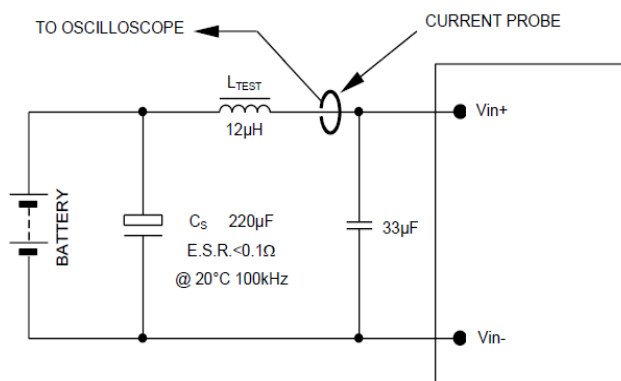 TO OSCILLOSCOPE
CURRENT PROBE
LTEST
12µH
Vin+
BATTERY
CS 220µF
E.S.R.<0.1Ω
@ 20°C 100kHz
33µF
Vin-